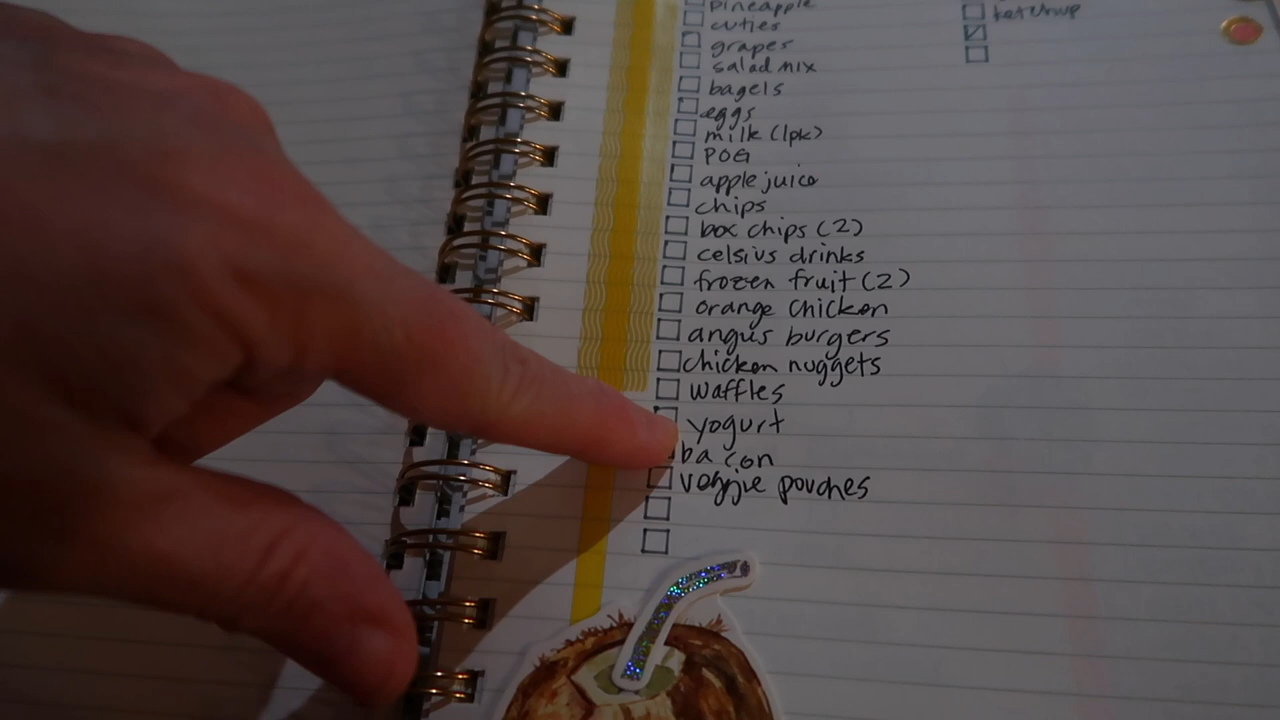 pineapple
cuties
grapes
salad mix
bagels
eggs
milk (1pk)
POG
apple juice
chips
box chips (2)
celsius drinks
frozen fruit (2)
orange chicken
angus burgers
chicken nuggets
waffles
yogurt
bacon
veggie pouches
ketchup